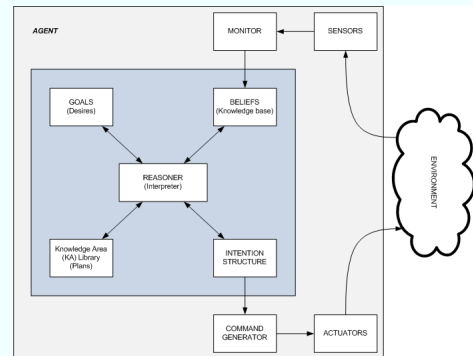 AGENT
MONITOR
SENSORS
GOALS
(Desires)
BELIEFS
(Knowledge base)
REASONER
(Interpreter)
ENVIRONMENT
Knowledge Area
(KA) Library
(Plans)
INTENTION
STRUCTURE
COMMAND
GENERATOR
ACTUATORS